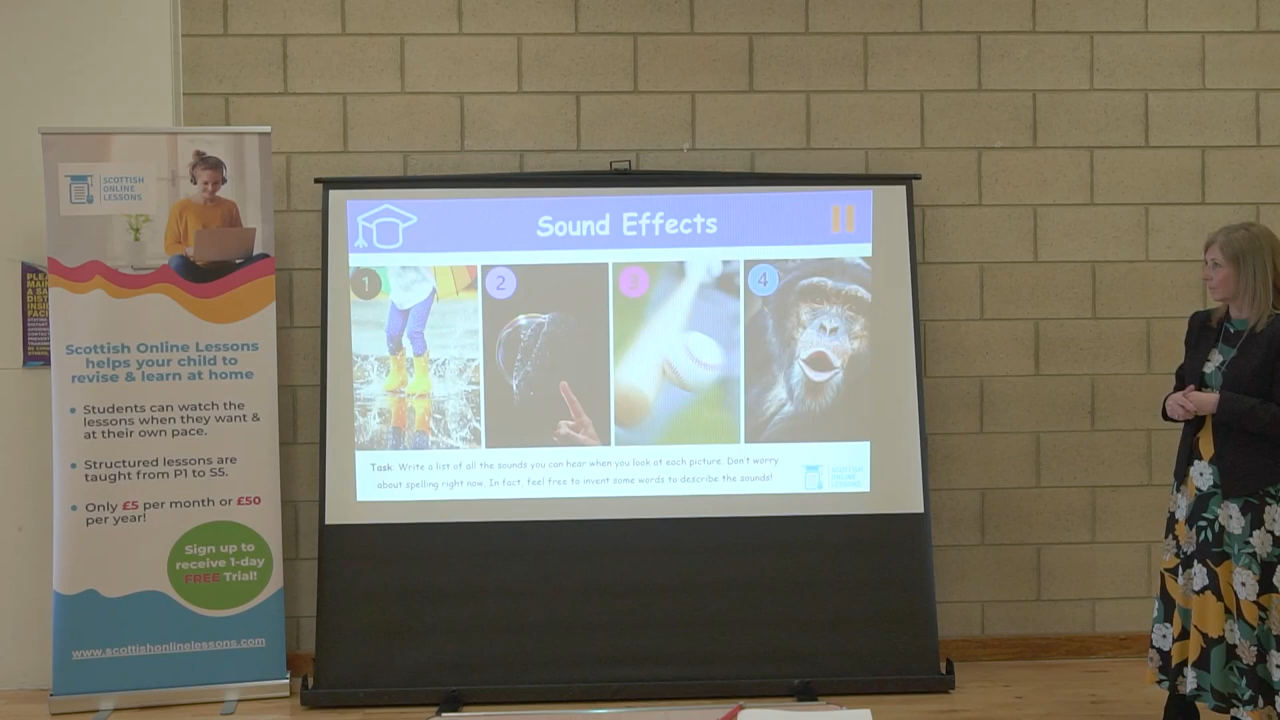 SCOTTISH
ONLINE
LESSONS
Scottish Online Lessons
helps your child to
revise & learn at home
Students can watch the
lessons when they want &
at their own pace.
Structured lessons are
taught from P1 to S5.
Only £5 per month or £50
per year!
Sign up to
receive 1-day
FREE Trial!
www.scottishonlinelessons.com
Sound Effects
1
2
3
4
Task: Write a list of all the sounds you can hear when you look at each picture. Don't worry
about spelling right now. In fact, feel free to invent some words to describe the sounds!
SCOTTISH
ONLINE
LESSONS